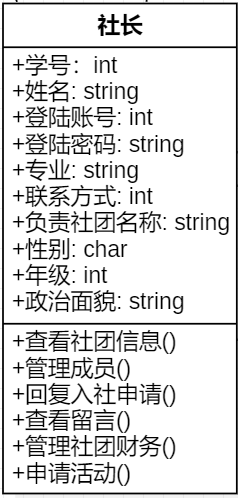 社长
+学号：int
+姓名: string
+登陆账号: int
+登陆密码: string
+专业: string
+联系方式: int
+负责社团名称: string
+性别: char
+年级: int
+政治面貌: string
+查看社团信息()
+管理成员()
+回复入社申请()
+查看留言()
+管理社团财务()
+申请活动()